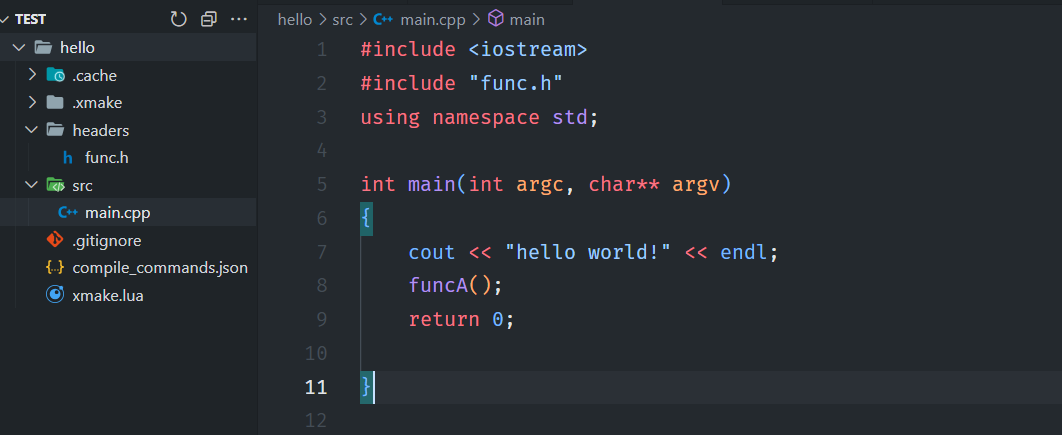 TEST
hello
.cache
.xmake
headers
h func.h
src
C++ main.cpp
.gitignore
{..} compile_commands.json
xmake.lua
hello > src > C++ main.cpp > main
1 #include <iostream>
2 #include "func.h"
3 using namespace std;
4
5 int main(int argc, char** argv)
6 {
7 cout << "hello world!" << endl;
8 funcA();
9 return 0;
10
11 }
12